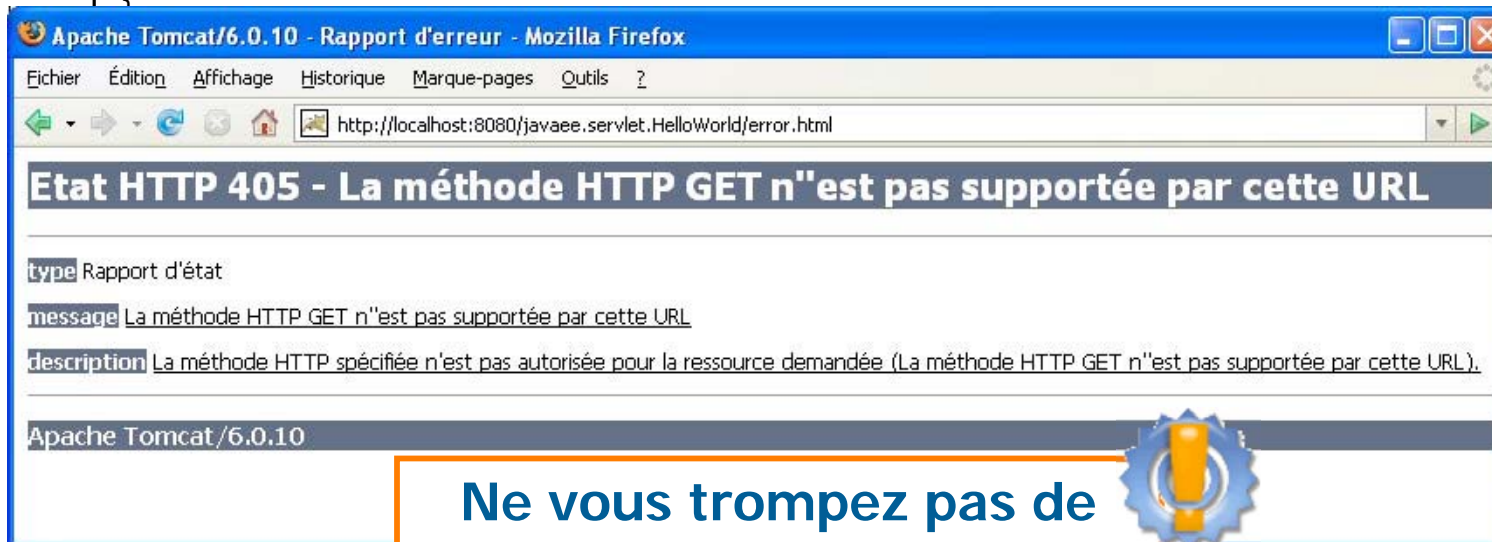 Apache Tomcat/6.0.10 - Rapport d'erreur - Mozilla Firefox
Fichier Édition Affichage Historique Marque-pages Outils ?
http://localhost:8080/javaee.servlet.HelloWorld/error.html
Etat HTTP 405 - La méthode HTTP GET n''est pas supportée par cette URL
type Rapport d'état
message La méthode HTTP GET n''est pas supportée par cette URL
description La méthode HTTP spécifiée n'est pas autorisée pour la ressource demandée (La méthode HTTP GET n''est pas supportée par cette URL).
Apache Tomcat/6.0.10
Ne vous trompez pas de